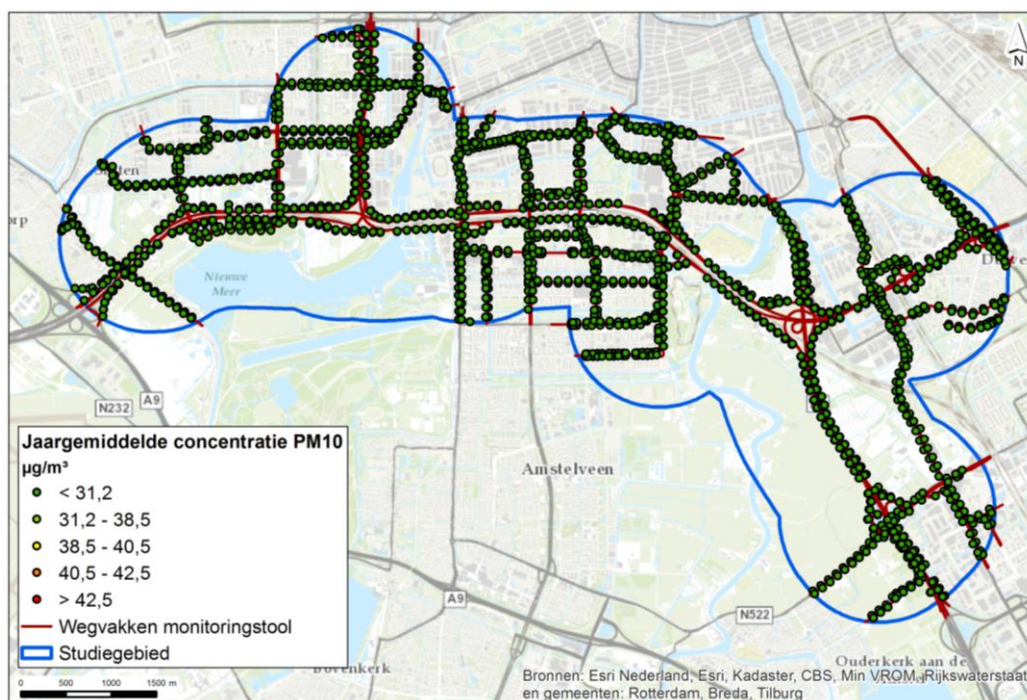 N
Nieuwe
Meer
N232
A9
Amstelveen
A9
N522
Ouderkerk aan de
Jaargemiddelde concentratie PM10
µg/m³
< 31,2
31,2 - 38,5
38,5 - 40,5
40,5 - 42,5
> 42,5
Wegvakken monitoringstool
Studiegebied
0 500 1000 1500 m
Bronnen: Esri Nederland, Esri, Kadaster, CBS, Min VROM, Rijkswaterstaat
en gemeenten: Rotterdam, Breda, Tilburg